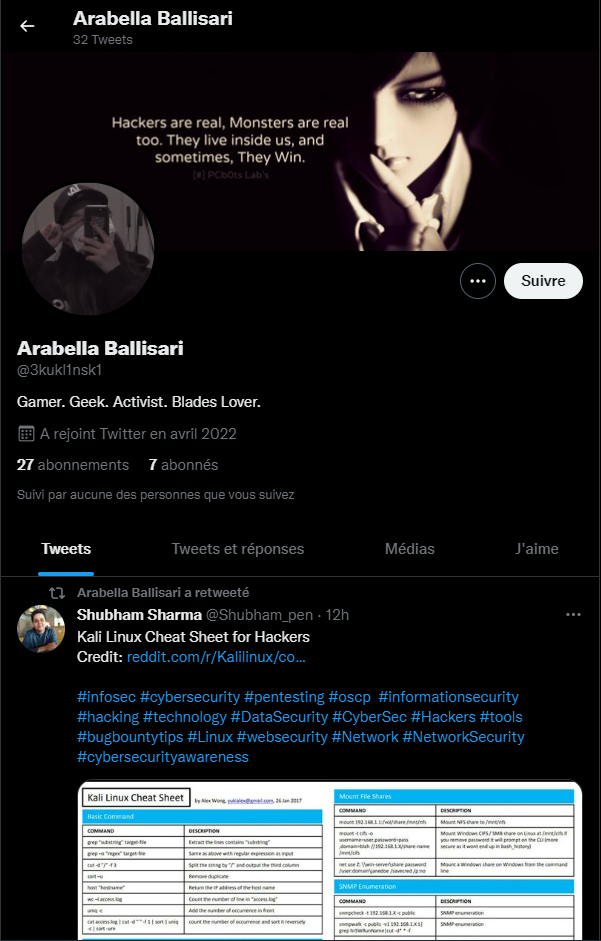 Arabella Ballisari
32 Tweets
Hackers are real, Monsters are real
too. They live inside us, and
sometimes, They Win.
[#] PCb0ts Lab's
Suivre
Arabella Ballisari
@3kukl1nsk1
Gamer. Geek. Activist. Blades Lover.
A rejoint Twitter en avril 2022
27 abonnements 7 abonnés
Suivi par aucune des personnes que vous suivez
Tweets Tweets et réponses Médias J'aime
Arabella Ballisari a retweeté
Shubham Sharma @Shubham_pen · 12h
Kali Linux Cheat Sheet for Hackers
Credit: reddit.com/r/Kalilinux/co...
#infosec #cybersecurity #pentesting #oscp #informationsecurity
#hacking #technology #DataSecurity #CyberSec #Hackers #tools
#bugbountytips #Linux #websecurity #Network #NetworkSecurity
#cybersecurityawareness
Kali Linux Cheat Sheet by Alex Wong, yukialex@gmail.com, 26 Jan 2017
Basic Command
COMMAND DESCRIPTION
grep "substring" target-file Extract the lines contains "substring"
grep -o "regex" target-file Same as above with regular expression as input
cut -d "/" -f 3 Split the string by "/" and output the third column
sort -u Remove duplicate
host "hostname" Return the IP address of the host name
wc -l access.log Count the number of line in "access.log"
uniq -c Add the number of occurrence in front
cat access.log | cut -d " " -f 1 | sort | uniq
-c | sort -urn count the number of occurrence and sort it reversely
Mount File Shares
COMMAND DESCRIPTION
mount 192.168.1.1:/vol/share /mnt/nfs Mount NFS share to /mnt/nfs
mount -t cifs -o
username=user,password=pass
,domain=blah //192.168.1.X/share-name
/mnt/cifs
Mount Windows CIFS / SMB share on Linux at /mnt/cifs if
you remove password it will prompt on the CLI (more
secure as it wont end up in bash_history)
net use Z: \\win-server\share password
/user:domain\janedoe /savecred /p:no
Mount a Windows share on Windows from the command
line
SNMP Enumeration
COMMAND DESCRIPTION
snmpcheck -t 192.168.1.X -c public SNMP enumeration
snmpwalk -c public -v1 192.168.1.X 1|
grep hrSWRunName|cut -d* * -f SNMP enumeration